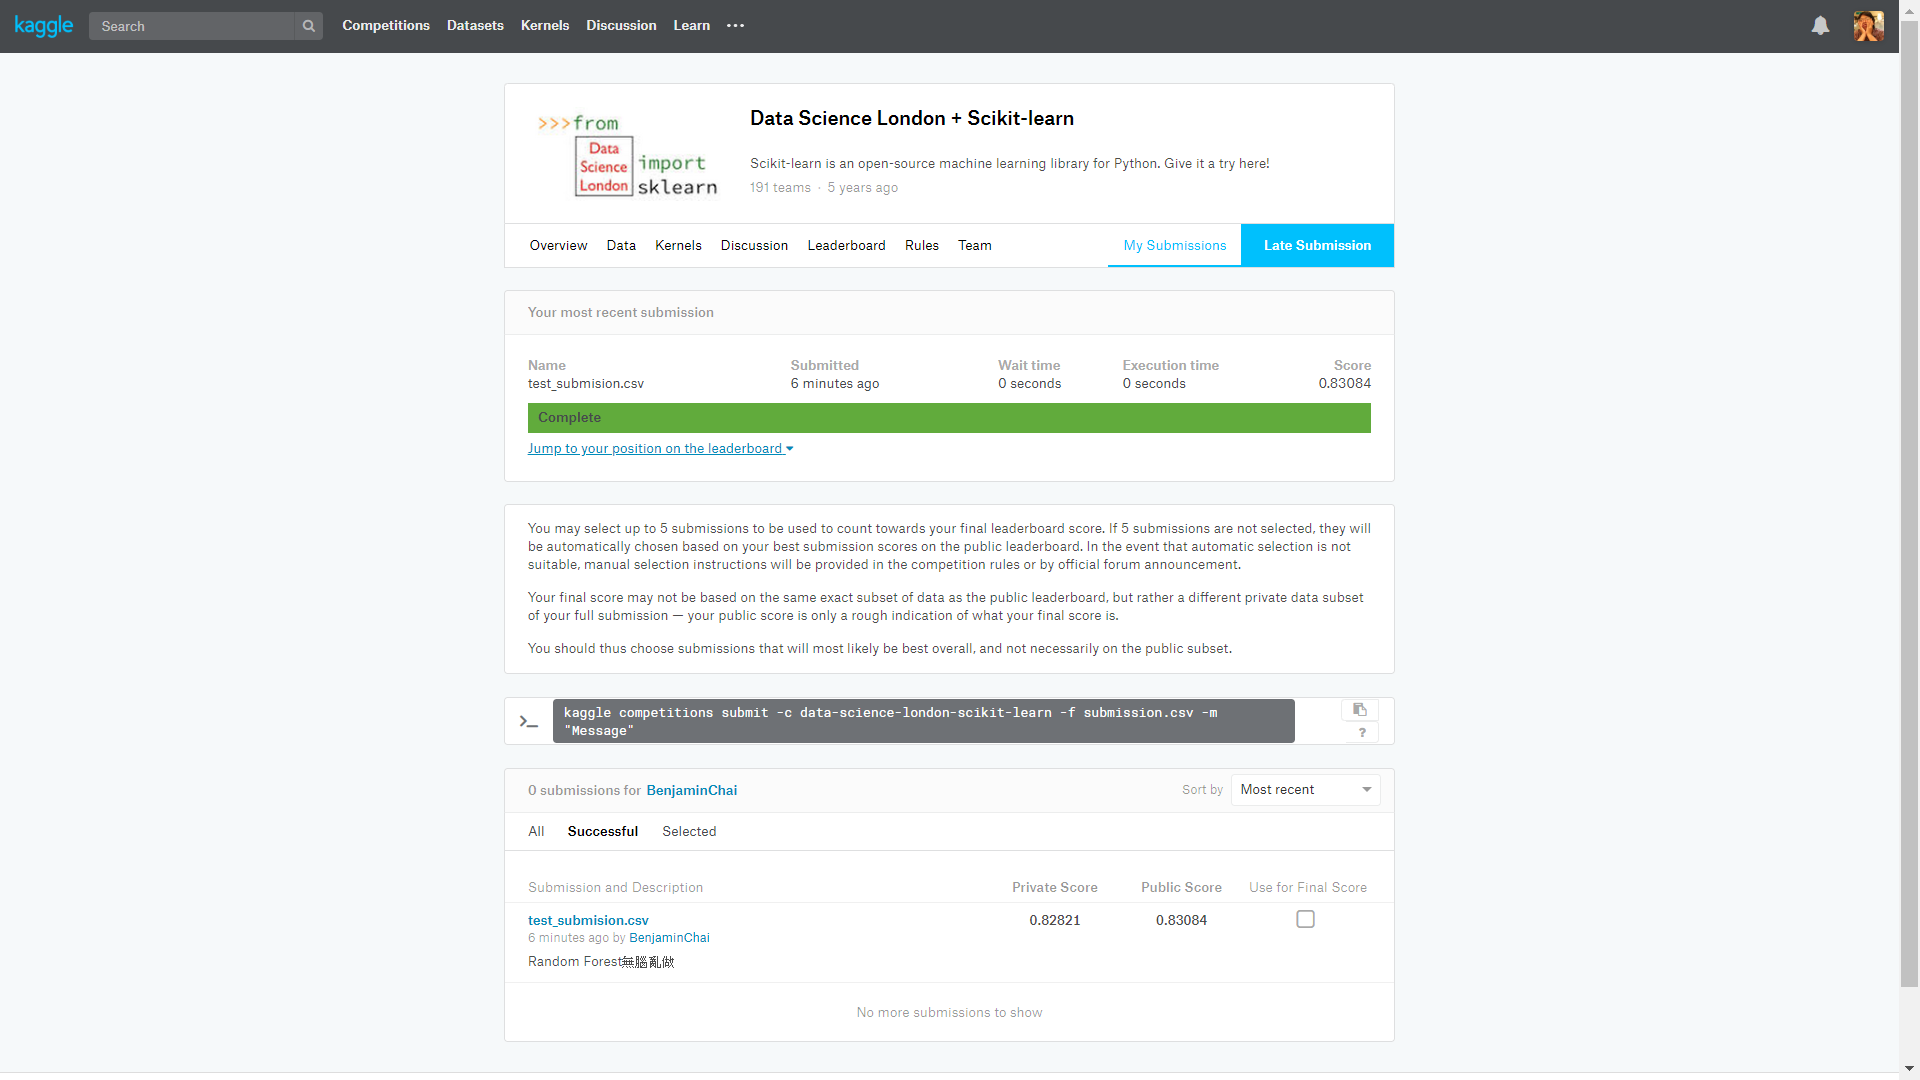 kaggle
Search
Competitions
Datasets
Kernels
Discussion
Learn
>>>from
Data
Science
London
import
sklearn
Data Science London + Scikit-learn
Scikit-learn is an open-source machine learning library for Python. Give it a try here!
191 teams · 5 years ago
Overview
Data
Kernels
Discussion
Leaderboard
Rules
Team
My Submissions
Late Submission
Your most recent submission
Name
Submitted
Wait time
Execution time
Score
test_submision.csv
6 minutes ago
0 seconds
0 seconds
0.83084
Complete
Jump to your position on the leaderboard
You may select up to 5 submissions to be used to count towards your final leaderboard score. If 5 submissions are not selected, they will
be automatically chosen based on your best submission scores on the public leaderboard. In the event that automatic selection is not
suitable, manual selection instructions will be provided in the competition rules or by official forum announcement.
Your final score may not be based on the same exact subset of data as the public leaderboard, but rather a different private data subset
of your full submission — your public score is only a rough indication of what your final score is.
You should thus choose submissions that will most likely be best overall, and not necessarily on the public subset.
>_
kaggle competitions submit -c data-science-london-scikit-learn -f submission.csv -m
"Message"
?
0 submissions for BenjaminChai
Sort by
Most recent
All
Successful
Selected
Submission and Description
Private Score
Public Score
Use for Final Score
test_submision.csv
0.82821
0.83084
6 minutes ago by BenjaminChai
Random Forest無腦亂做
No more submissions to show